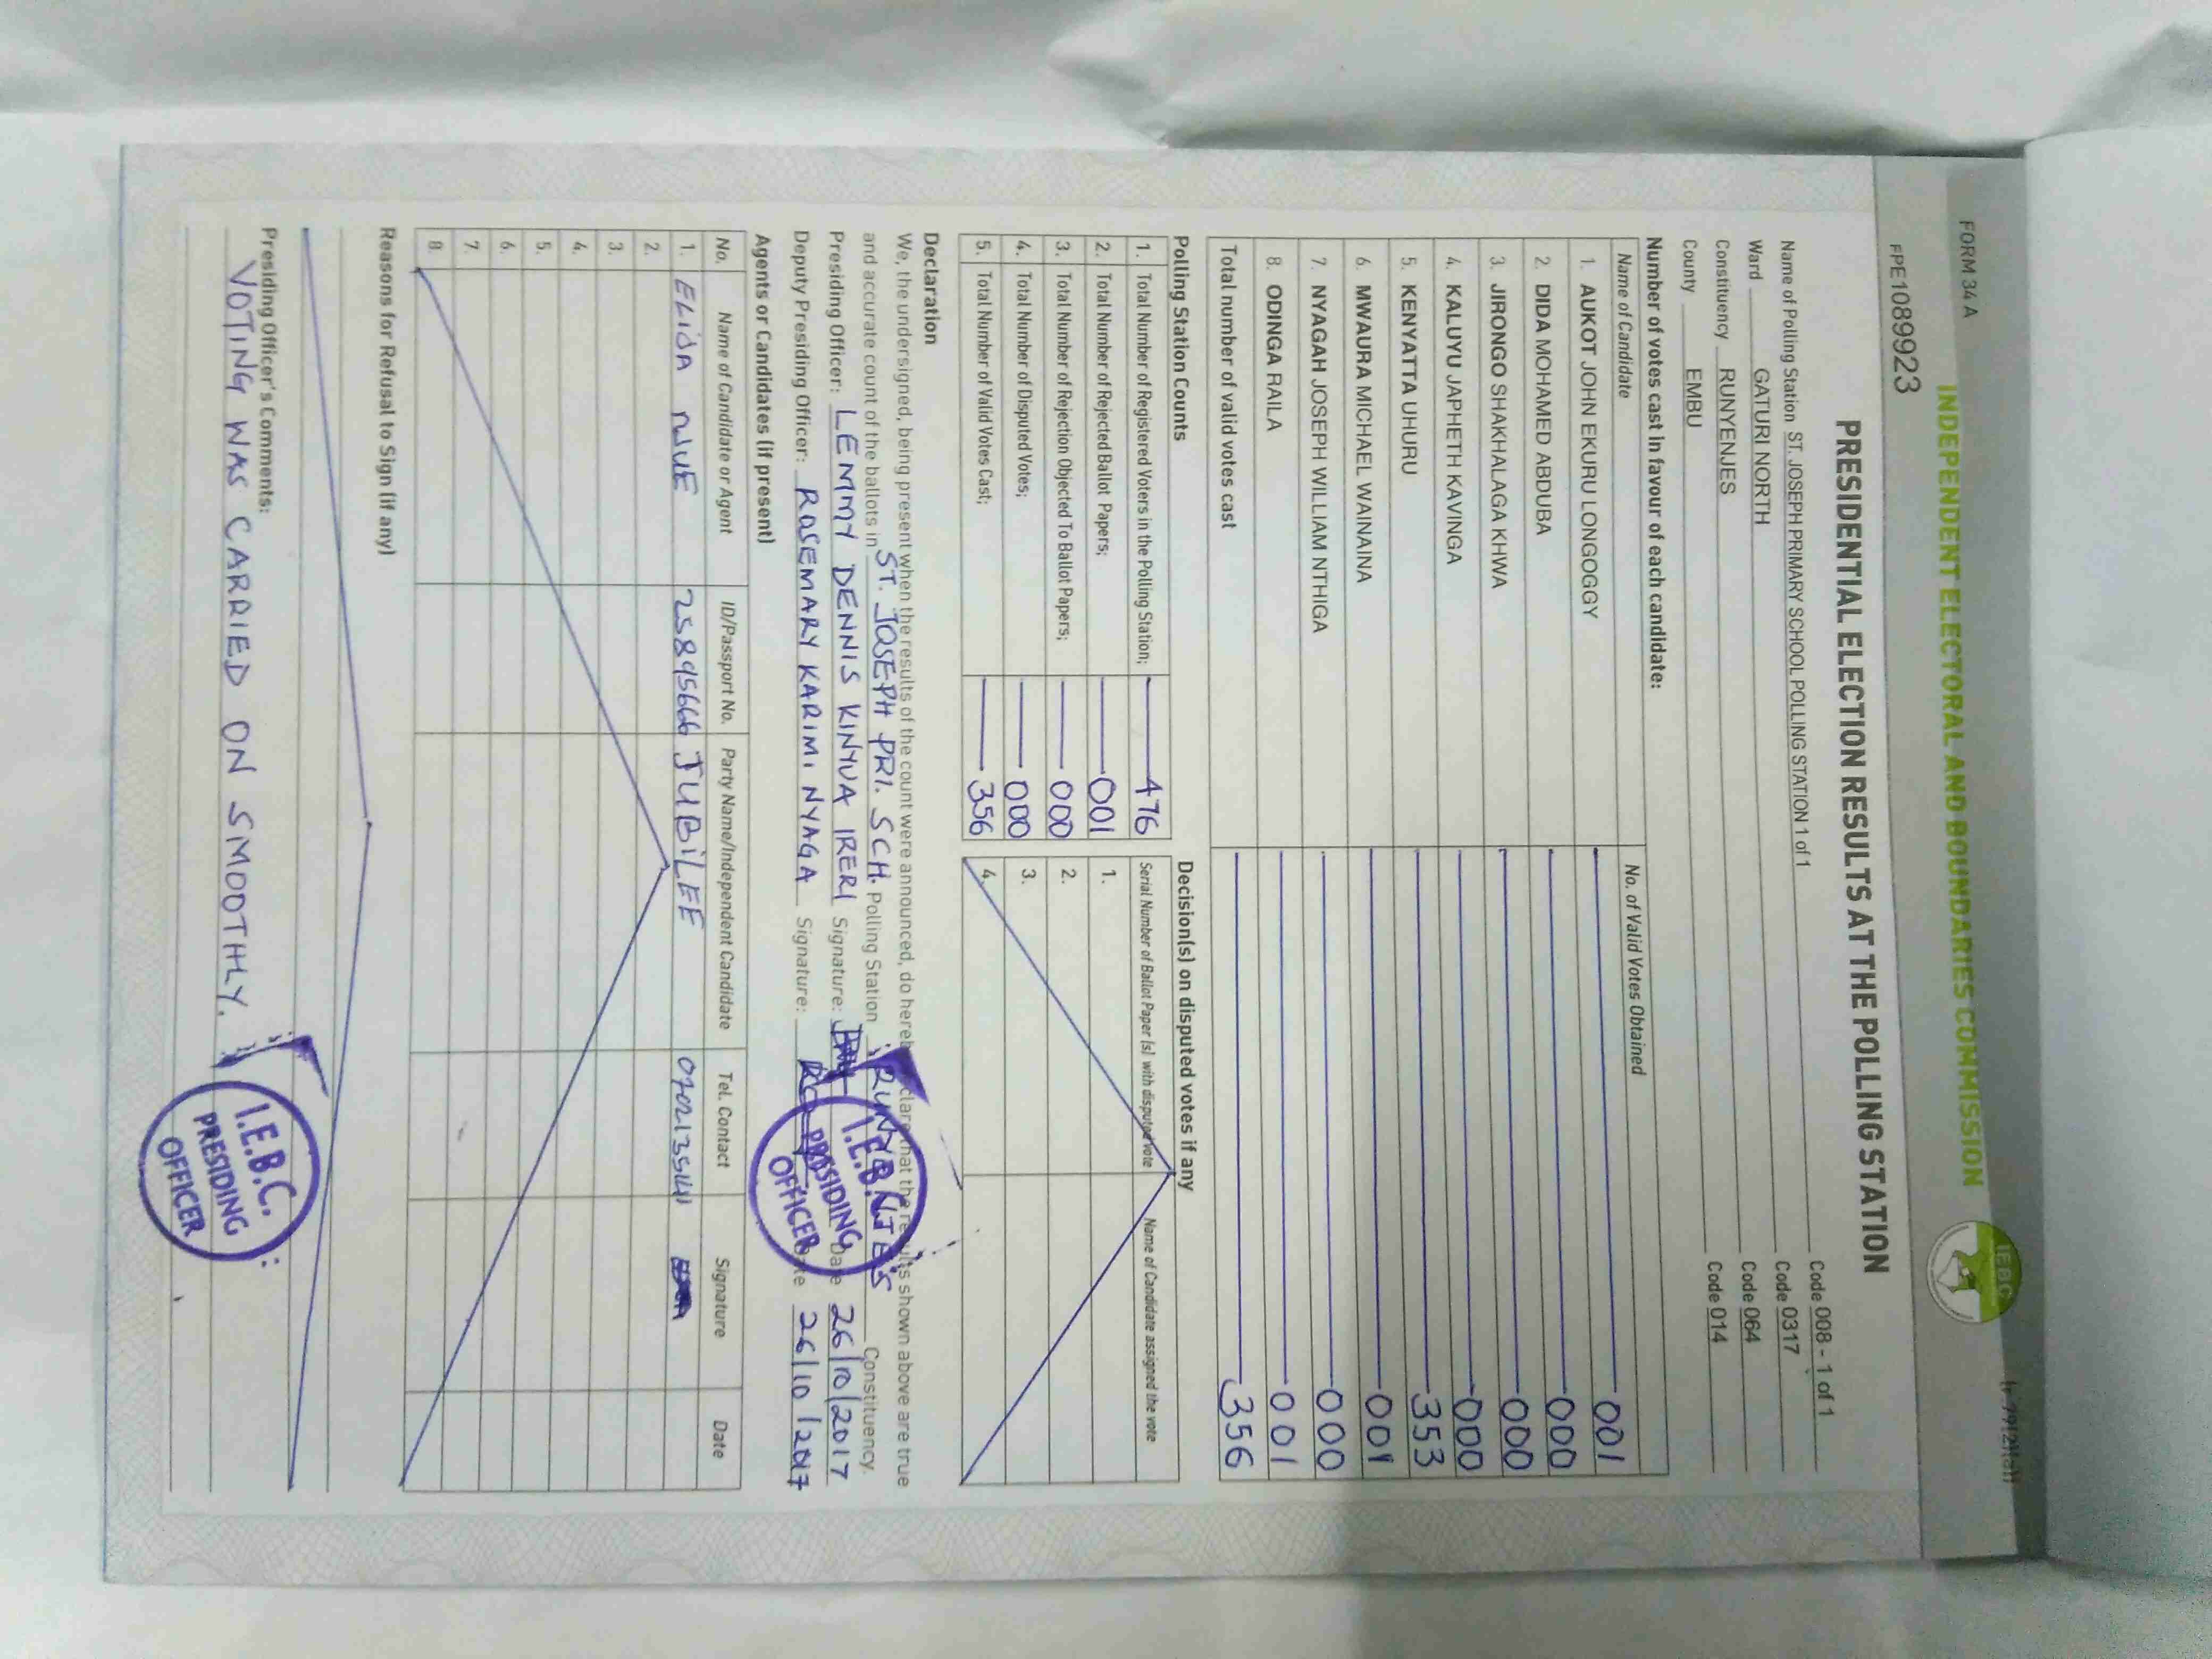 FORM 34 A
INDEPENDENT ELECTORAL AND BOUNDARIES COMMISSION
IEBC
FPE1089923
PRESIDENTIAL ELECTION RESULTS AT THE POLLING STATION
Name of Polling Station ST. JOSEPH PRIMARY SCHOOL POLLING STATION 1 of 1 Code 008 - 1 of 1
Ward GATURI NORTH Code 0317
Constituency RUNYENJES Code 064
County EMBU Code 014
Number of votes cast in favour of each candidate:
Name of Candidate No. of Valid Votes Obtained
1. AUKOT JOHN EKURU LONGOGGY 001
2. DIDA MOHAMED ABDUBA 000
3. JIRONGO SHAKHALAGA KHWA 000
4. KALUYU JAPHETH KAVINGA 000
5. KENYATTA UHURU 353
6. MWAURA MICHAEL WAINAINA 001
7. NYAGAH JOSEPH WILLIAM NTHIGA 000
8. ODINGA RAILA 001
Total number of valid votes cast 356
Polling Station Counts Decision(s) on disputed votes if any
1. Total Number of Registered Voters in the Polling Station; 476 Serial Number of Ballot Paper (s) with disputed vote Name of Candidate assigned the vote
2. Total Number of Rejected Ballot Papers; 001 1.
3. Total Number of Rejection Objected To Ballot Papers; 000 2.
4. Total Number of Disputed Votes; 000 3.
5. Total Number of Valid Votes Cast; 356 4.
Declaration
We, the undersigned, being present when the results of the count were announced, do hereby declare that the results shown above are true
and accurate count of the ballots in ST. JOSEPH PRI. SCH. Polling Station RUNYENJES Constituency.
Presiding Officer: LEMMY DENNIS KINYUA IRERI Signature: Date 26/10/2017
Deputy Presiding Officer: ROSEMARY KARIMI NYAGA Signature: Date 26/10/2017
I.E.B.C.
PRESIDING
OFFICER
Agents or Candidates (if present)
No. Name of Candidate or Agent ID/Passport No. Party Name/Independent Candidate Tel. Contact Signature Date
1. ELIDA NJUE 25895666 JUBILEE
2.
3.
4.
5.
6.
7.
8.
Reasons for Refusal to Sign (if any)
Presiding Officer's Comments:
VOTING WAS CARRIED ON SMOOTHLY.
I.E.B.C.
PRESIDING
OFFICER